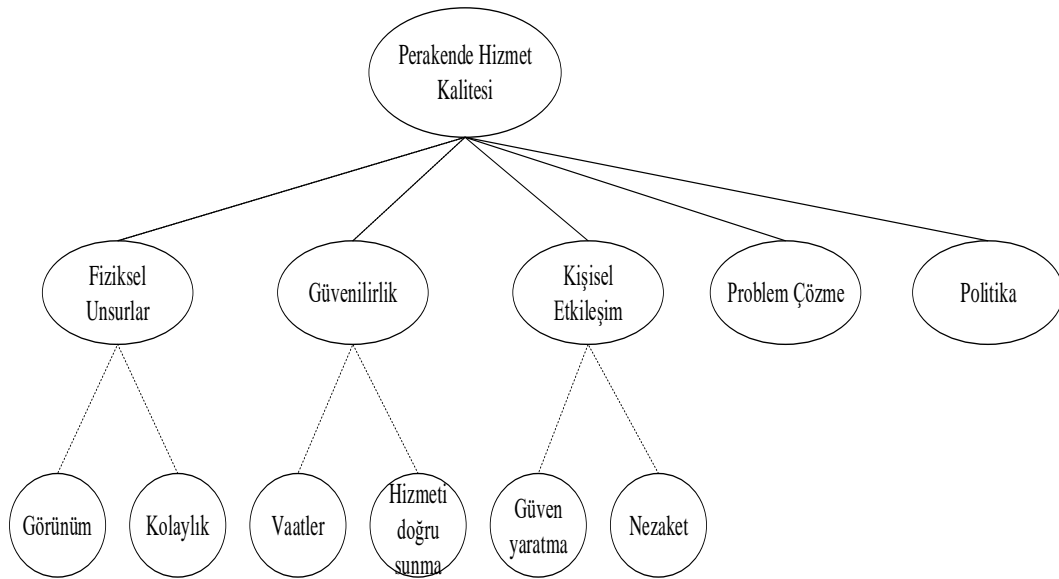 Perakende Hizmet
Kalitesi
Fiziksel
Unsurlar
Güvenilirlik
Kişisel
Etkileşim
Problem Çözme
Politika
Görünüm
Kolaylık
Vaatler
Hizmeti
doğru
sunma
Güven
yaratma
Nezaket